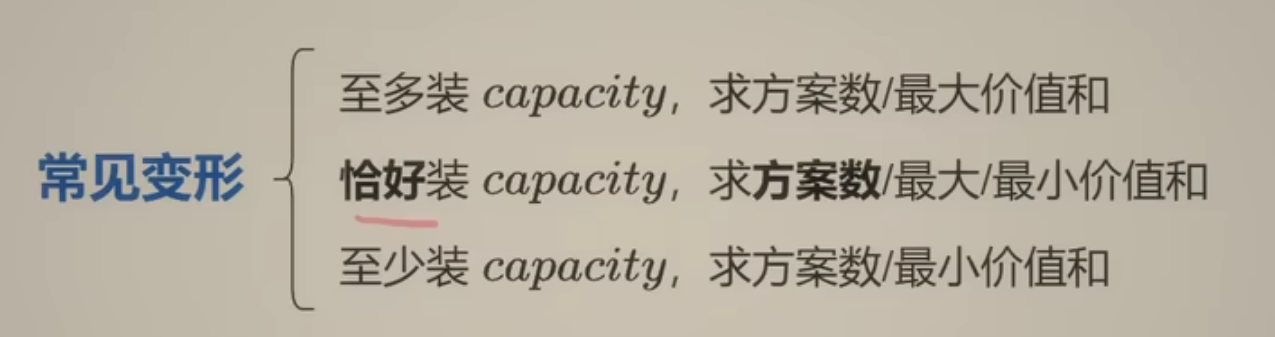 常见变形
至多装 capacity，求方案数/最大价值和
恰好装 capacity，求方案数/最大/最小价值和
至少装 capacity，求方案数/最小价值和